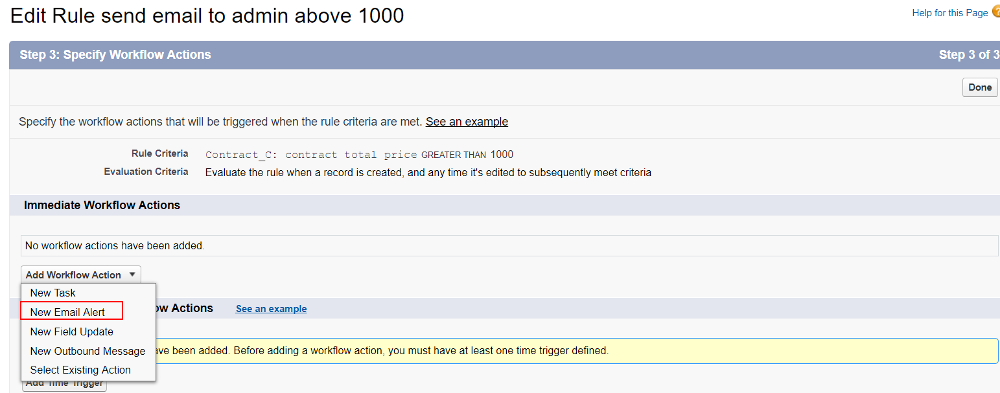 Edit Rule send email to admin above 1000
Help for this Page
Step 3: Specify Workflow Actions
Step 3 of 3
Done
Specify the workflow actions that will be triggered when the rule criteria are met. See an example
Rule Criteria Contract_C: contract total price GREATER THAN 1000
Evaluation Criteria Evaluate the rule when a record is created, and any time it's edited to subsequently meet criteria
Immediate Workflow Actions
No workflow actions have been added.
Add Workflow Action
New Task
New Email Alert
ow Actions See an example
New Field Update
New Outbound Message
ave been added. Before adding a workflow action, you must have at least one time trigger defined.
Select Existing Action
Add Time Trigger